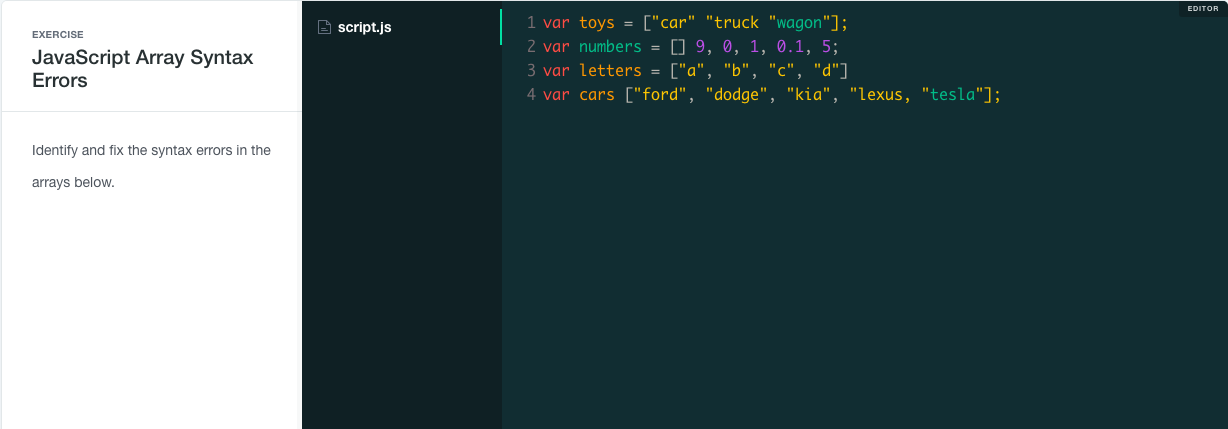 EDITOR
EXERCISE
JavaScript Array Syntax
Errors
Identify and fix the syntax errors in the
arrays below.
script.js
1 var toys = ["car" "truck "wagon"];
2 var numbers = [] 9, 0, 1, 0.1, 5;
3 var letters = ["a", "b", "c", "d"]
4 var cars ["ford", "dodge", "kia", "lexus, "tesla"];